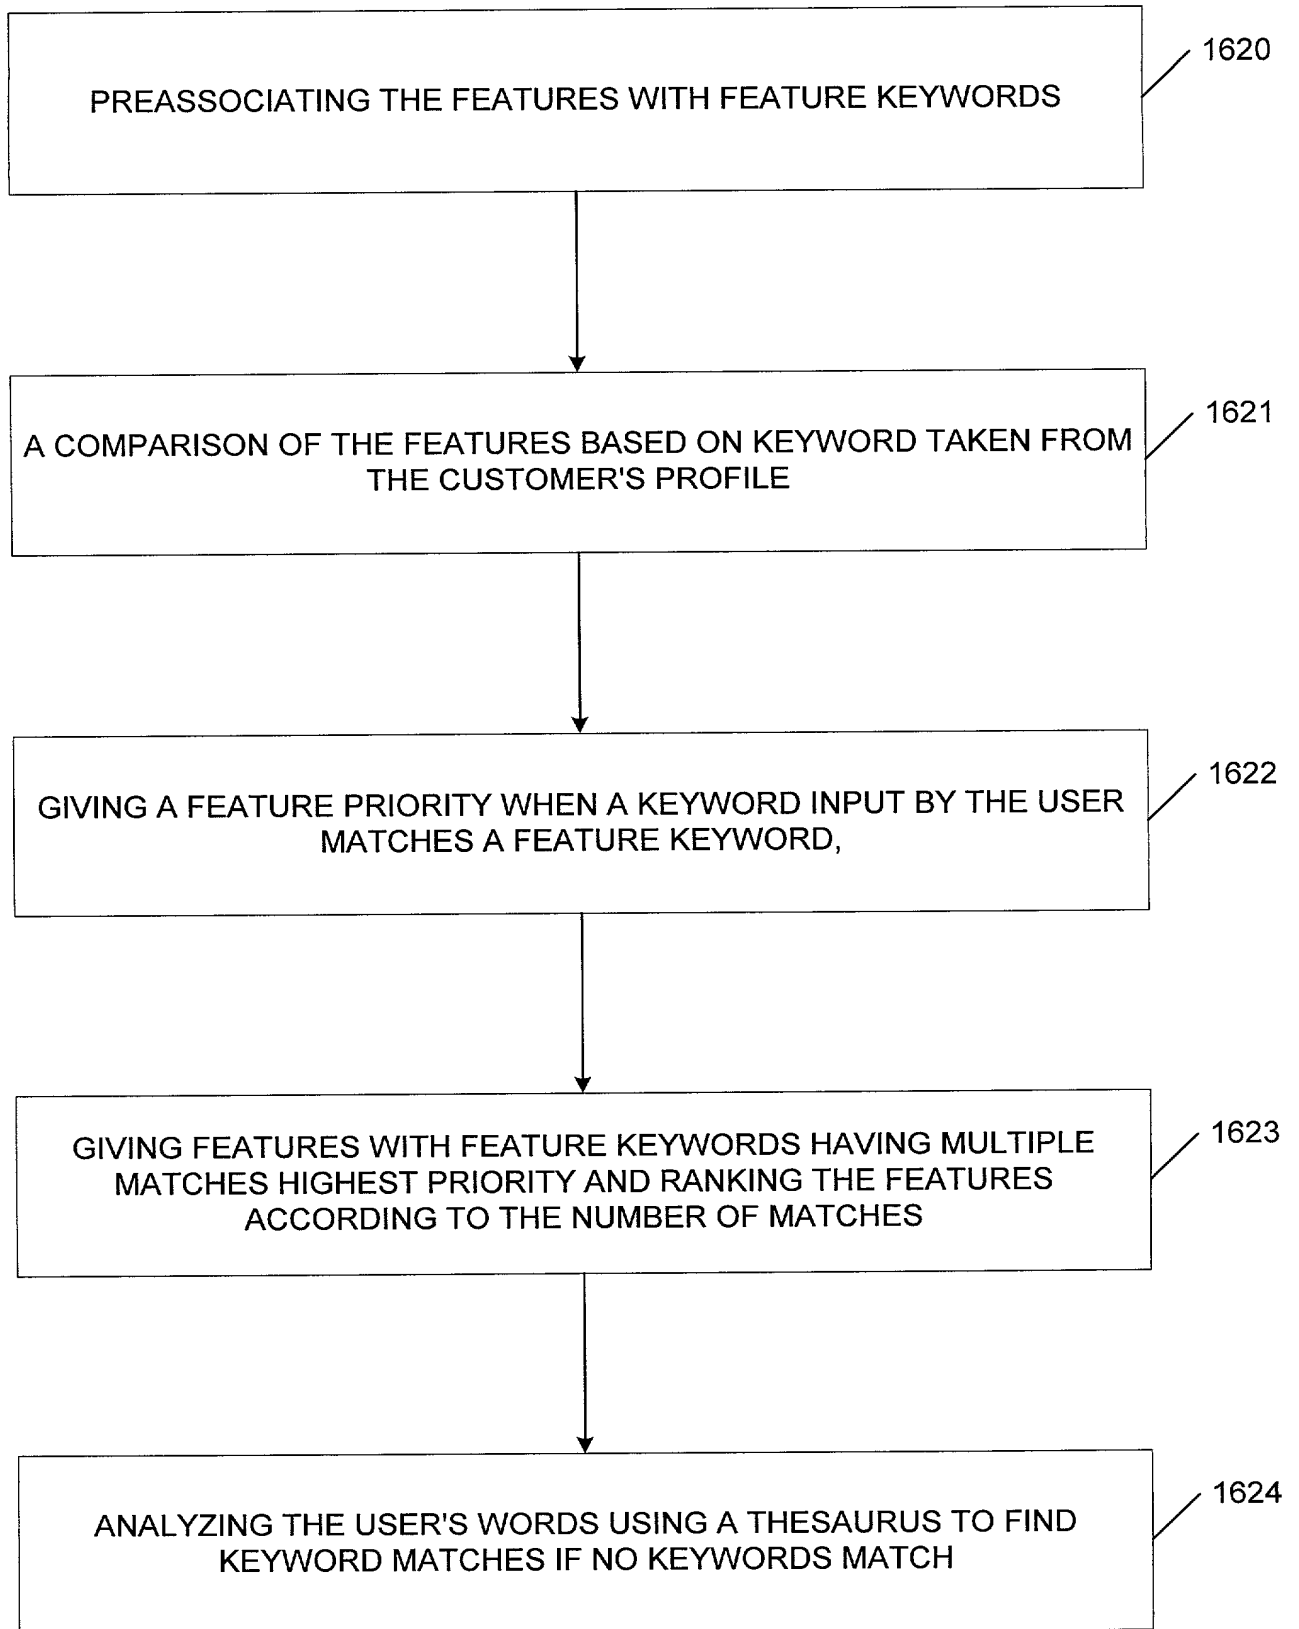 1620
PREASSOCIATING THE FEATURES WITH FEATURE KEYWORDS
1621
A COMPARISON OF THE FEATURES BASED ON KEYWORD TAKEN FROM
THE CUSTOMER'S PROFILE
1622
GIVING A FEATURE PRIORITY WHEN A KEYWORD INPUT BY THE USER
MATCHES A FEATURE KEYWORD,
1623
GIVING FEATURES WITH FEATURE KEYWORDS HAVING MULTIPLE
MATCHES HIGHEST PRIORITY AND RANKING THE FEATURES
ACCORDING TO THE NUMBER OF MATCHES
1624
ANALYZING THE USER'S WORDS USING A THESAURUS TO FIND
KEYWORD MATCHES IF NO KEYWORDS MATCH